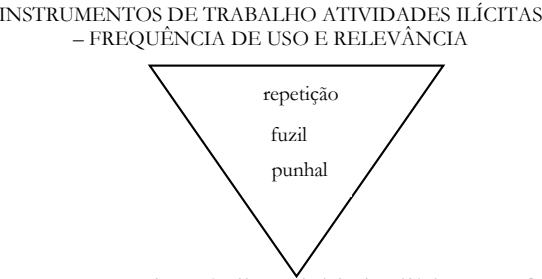 INSTRUMENTOS DE TRABALHO ATIVIDADES ILÍCITAS
– FREQUÊNCIA DE USO E RELEVÂNCIA
repetição
fuzil
punhal